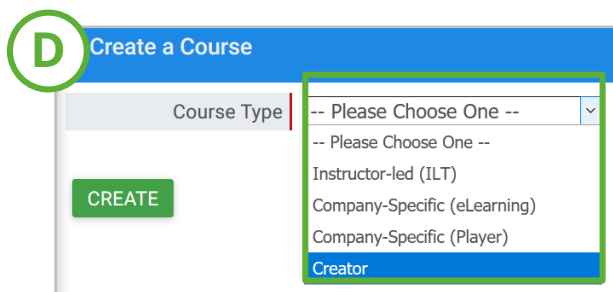 D
Create a Course
Course Type
-- Please Choose One --
-- Please Choose One --
Instructor-led (ILT)
Company-Specific (eLearning)
Company-Specific (Player)
Creator
CREATE